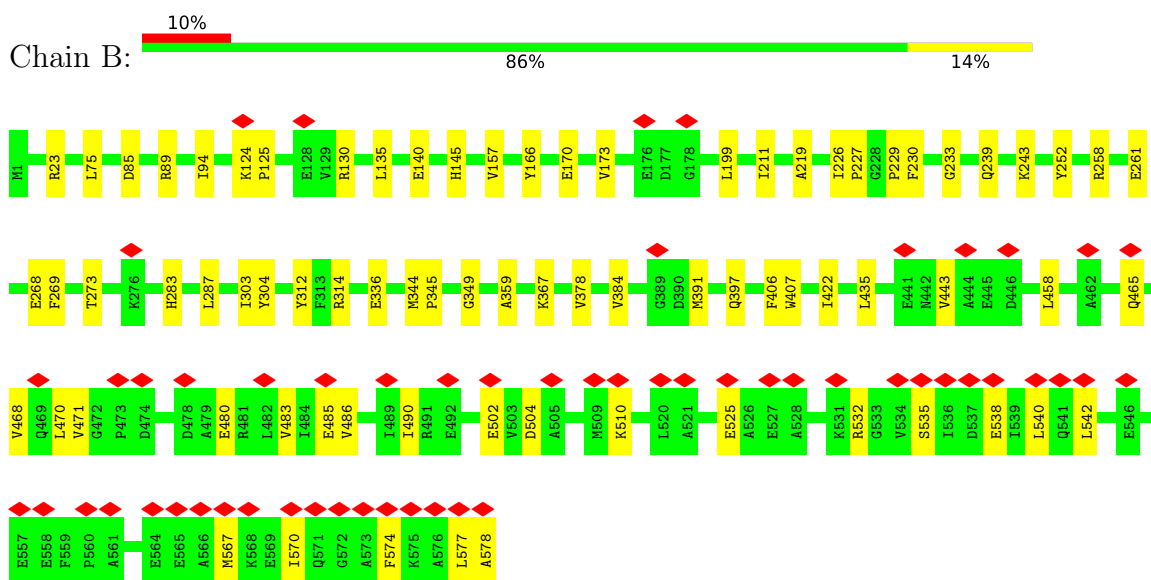 10%
Chain B:
86% 14%
M1 R23 L75 D85 R89 I94 K124 P125 E128 V129 R130 L135 E140 H145 V157 Y166 E170 V173 E176 D177 G178 L199 I211 A219 I226 P227 G228 P229 F230 G233 Q239 K243 Y252 R258 E261
E268 F269 T273 K276 H283 L287 I303 Y304 Y312 F313 R314 E336 M344 P345 G349 A359 K367 V378 V384 G389 D390 M391 Q397 F406 W407 I422 L435 E441 N442 V443 A444 E445 D446 L458 A462 Q465
V468 Q469 L470 V471 G472 P473 D474 D478 A479 E480 R481 L482 V483 I484 E485 V486 I489 I490 R491 E492 E502 V503 D504 A505 M509 K510 L520 A521 E525 A526 E527 A528 K531 R532 G533 V534 S535 I536 D537 E538 I539 L540 Q541 L542 E546
E557 E558 F559 P560 A561 E564 E565 A566 M567 K568 E569 I570 Q571 G572 A573 F574 K575 A576 L577 A578